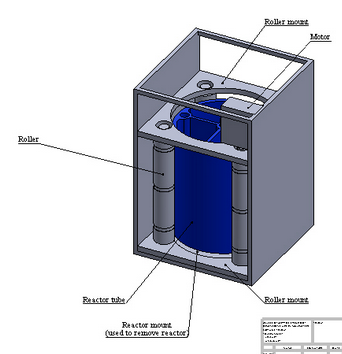 Roller mount
Motor
Roller
Reactor tube
Reactor mount
(used to remove reactor)
Roller mount